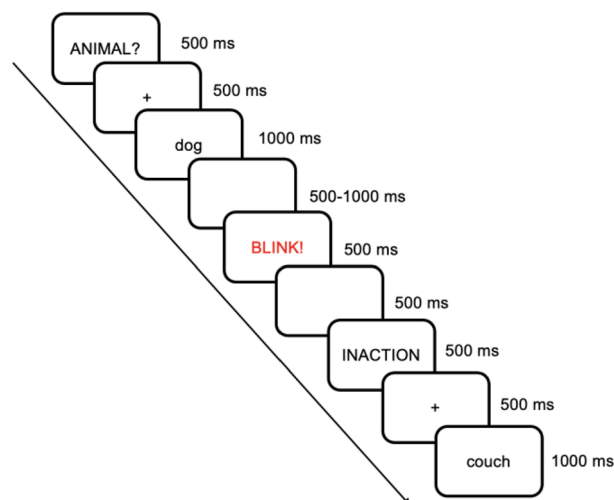 ANIMAL?
500 ms
+
500 ms
dog
1000 ms
500-1000 ms
BLINK!
500 ms
500 ms
INACTION
500 ms
+
500 ms
couch
1000 ms